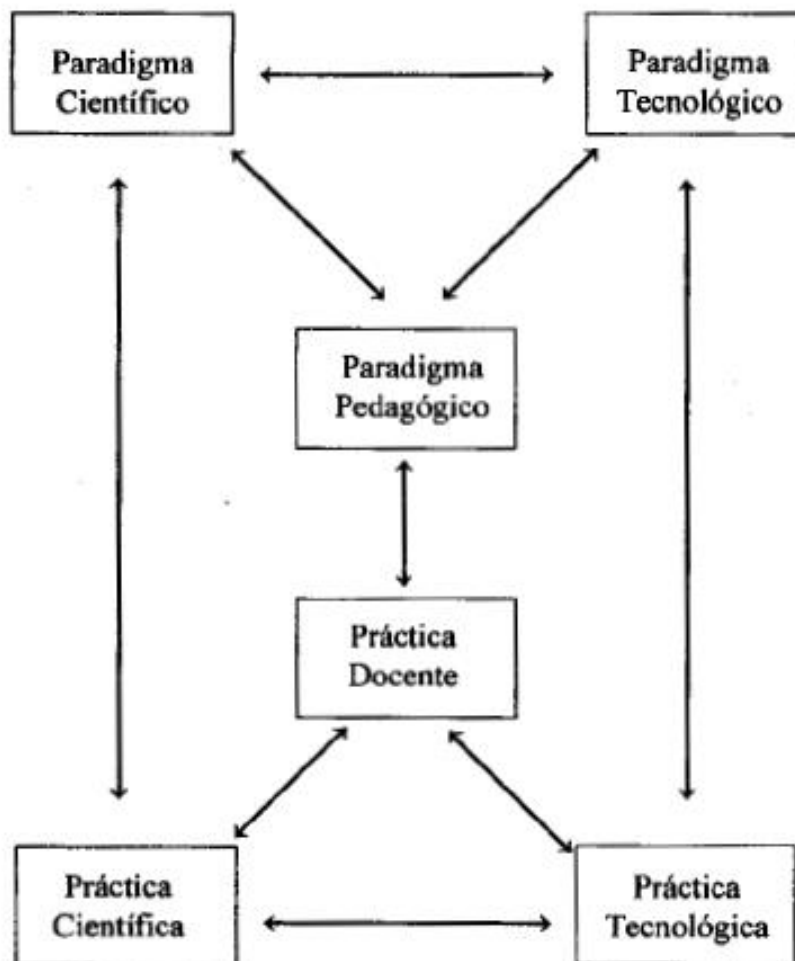 Paradigma
Científico
Paradigma
Tecnológico
Paradigma
Pedagógico
Práctica
Docente
Práctica
Científica
Práctica
Tecnológica